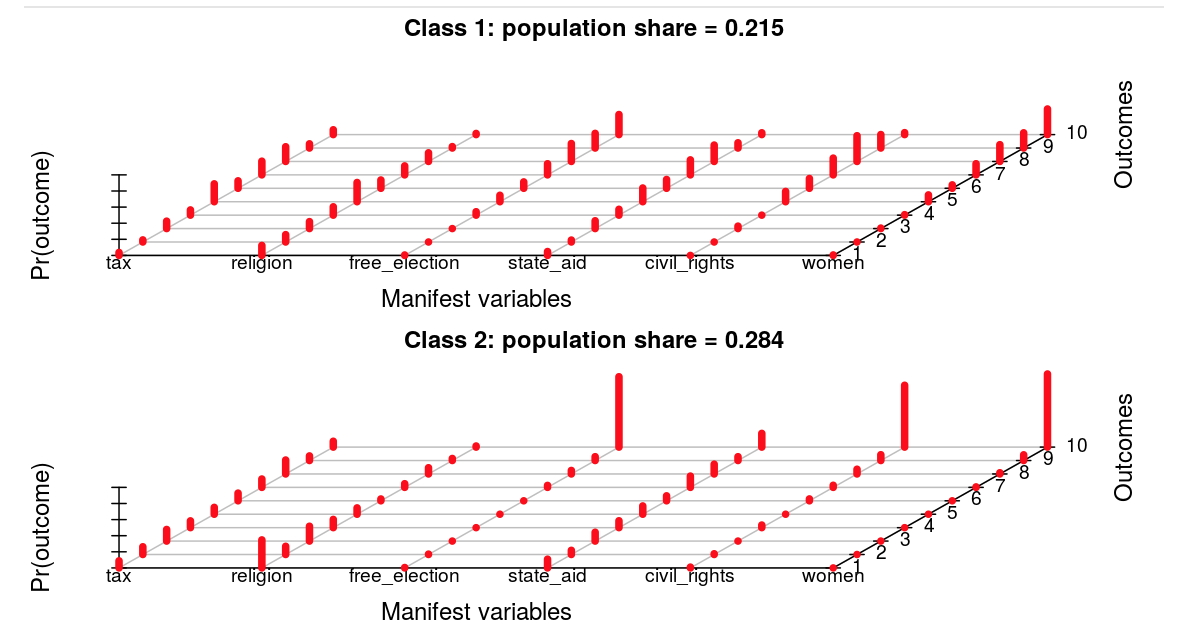 Class 1: population share = 0.215
Outcomes
Pr(outcome)
10
9
8
7
6
5
4
3
2
1
tax religion free_election state_aid civil_rights women
Manifest variables
Class 2: population share = 0.284
Outcomes
Pr(outcome)
10
9
8
7
6
5
4
3
2
1
tax religion free_election state_aid civil_rights women
Manifest variables